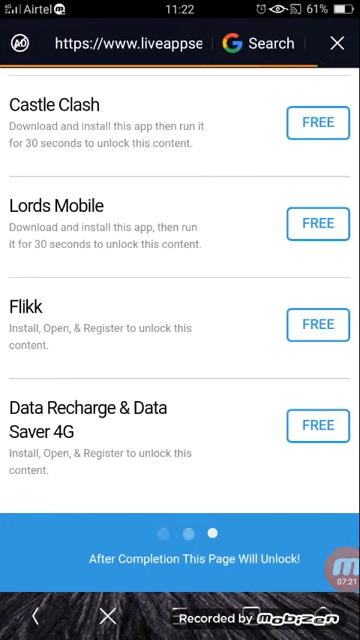 Airtel 11:22 61%
AD https://www.liveappse Search
Castle Clash
Download and install this app then run it
for 30 seconds to unlock this content.
FREE
Lords Mobile
Download and install this app, then run
it for 30 seconds to unlock this content.
FREE
Flikk
Install, Open, & Register to unlock this
content.
FREE
Data Recharge & Data
Saver 4G
Install, Open, & Register to unlock this
content.
FREE
After Completion This Page Will Unlock!
07:21
Recorded by mobizen